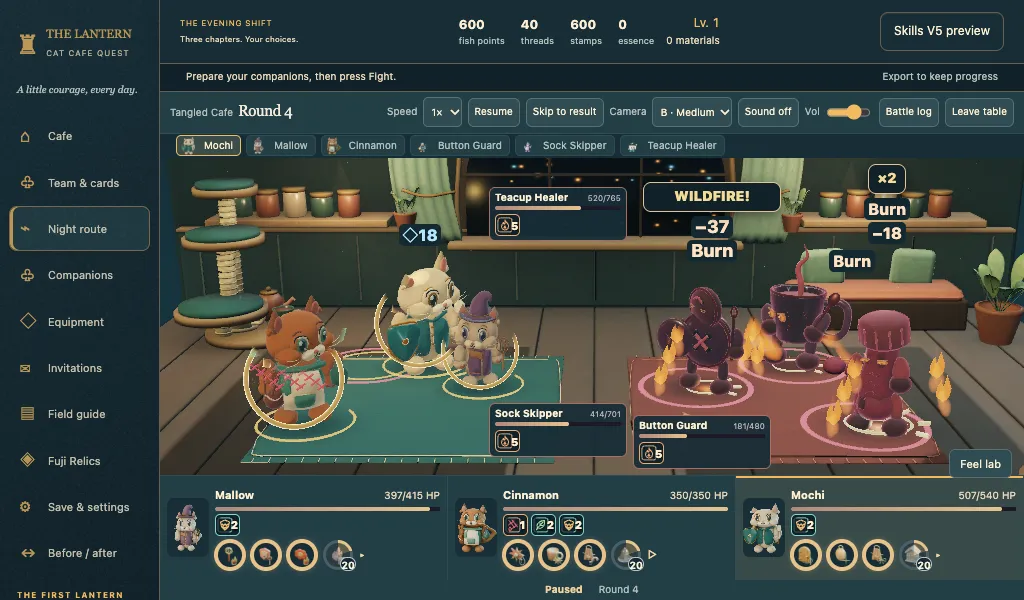 THE LANTERN
CAT CAFE QUEST
A little courage, every day.
Cafe
Team & cards
Night route
Companions
Equipment
Invitations
Field guide
Fuji Relics
Save & settings
Before / after
THE FIRST LANTERN
THE EVENING SHIFT
Three chapters. Your choices.
600 fish points
40 threads
600 stamps
0 essence
Lv. 1
0 materials
Skills V5 preview
Prepare your companions, then press Fight.
Export to keep progress
Tangled Cafe Round 4
Speed 1x Resume Skip to result Camera B · Medium Sound off Vol Battle log Leave table
Mochi Mallow Cinnamon Button Guard Sock Skipper Teacup Healer
Teacup Healer 520/765
5
WILDFIRE!
×2
Burn
−37
−18
Burn
Burn
18
Sock Skipper 414/701
5
Button Guard 181/480
5
Feel lab
Mallow 397/415 HP
2
20
Cinnamon 350/350 HP
1 2 2
20
Mochi 507/540 HP
2
20
Paused Round 4